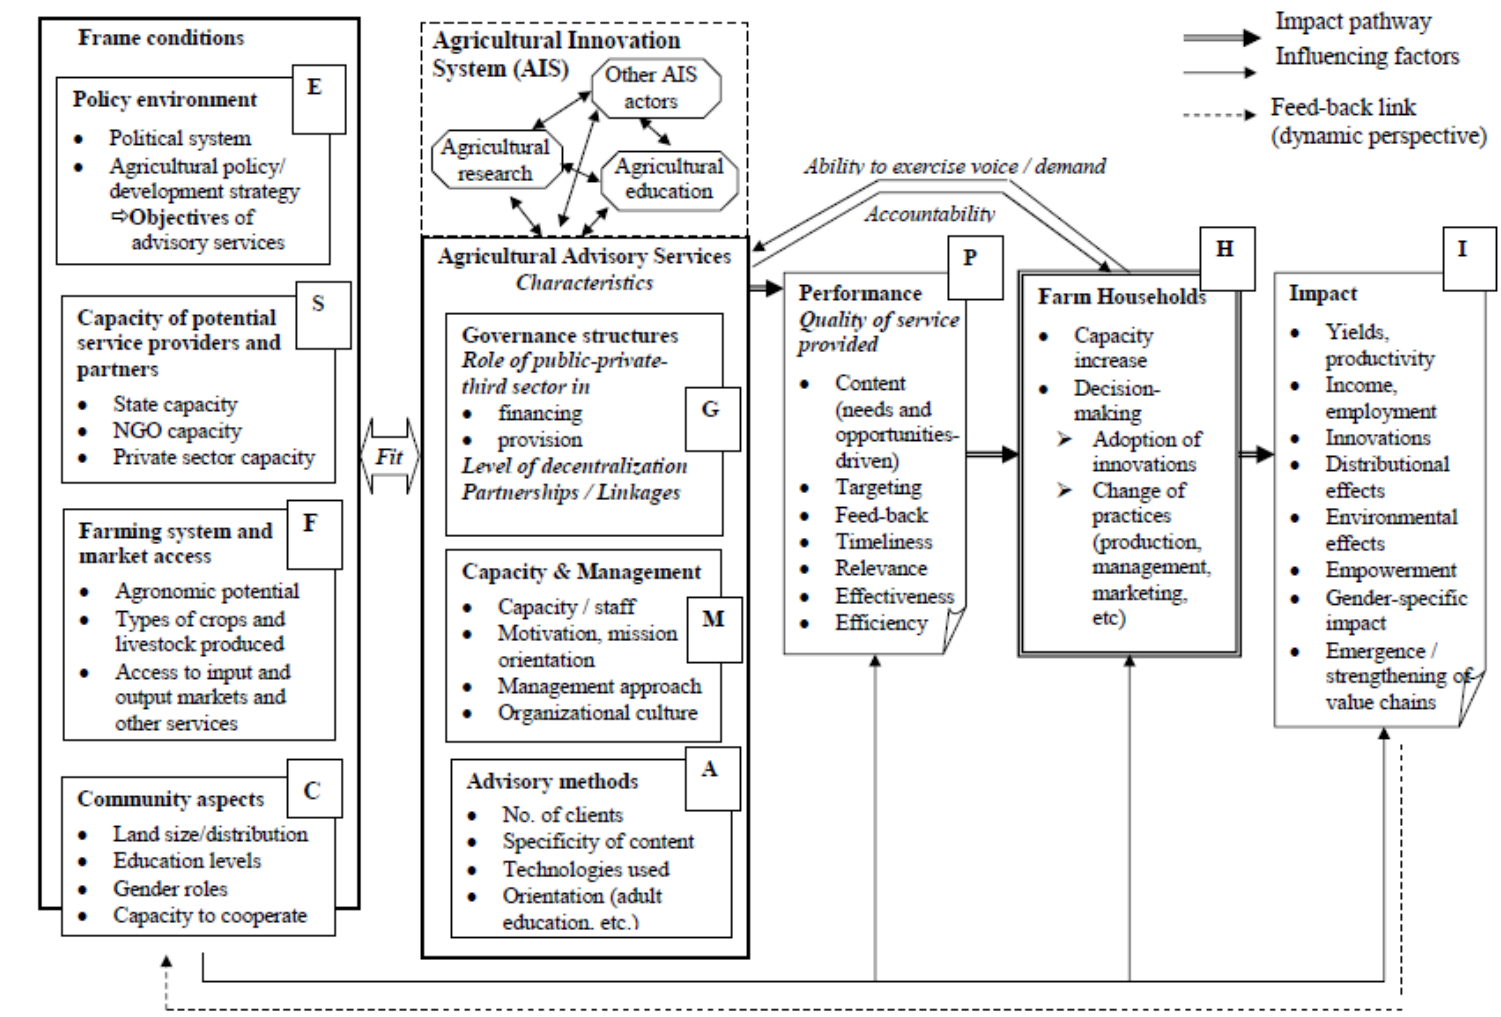 Frame conditions
E
Policy environment
• Political system
• Agricultural policy/
development strategy
⇨Objectives of
advisory services
S
Capacity of potential
service providers and
partners
• State capacity
• NGO capacity
• Private sector capacity
F
Farming system and
market access
• Agronomic potential
• Types of crops and
livestock produced
• Access to input and
output markets and
other services
C
Community aspects
• Land size/distribution
• Education levels
• Gender roles
• Capacity to cooperate
Fit
Agricultural Innovation
System (AIS)
Other AIS
actors
Agricultural
research
Agricultural
education
Agricultural Advisory Services
Characteristics
Governance structures
Role of public-private-
third sector in
• financing
• provision
Level of decentralization
Partnerships / Linkages
G
Capacity & Management
• Capacity / staff
• Motivation, mission
orientation
• Management approach
• Organizational culture
M
Advisory methods
• No. of clients
• Specificity of content
• Technologies used
• Orientation (adult
education, etc.)
A
Ability to exercise voice / demand
Accountability
P
Performance
Quality of service
provided
• Content
(needs and
opportunities-
driven)
• Targeting
• Feed-back
• Timeliness
• Relevance
• Effectiveness
• Efficiency
H
Farm Households
• Capacity
increase
• Decision-
making
➢ Adoption of
innovations
➢ Change of
practices
(production,
management,
marketing,
etc)
I
Impact
• Yields,
productivity
• Income,
employment
• Innovations
• Distributional
effects
• Environmental
effects
• Empowerment
• Gender-specific
impact
• Emergence /
strengthening of
value chains
Impact pathway
Influencing factors
Feed-back link
(dynamic perspective)